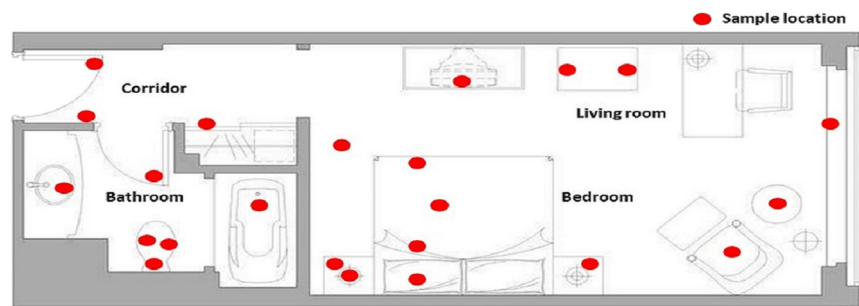 Sample location
Corridor
Living room
Bathroom
Bedroom